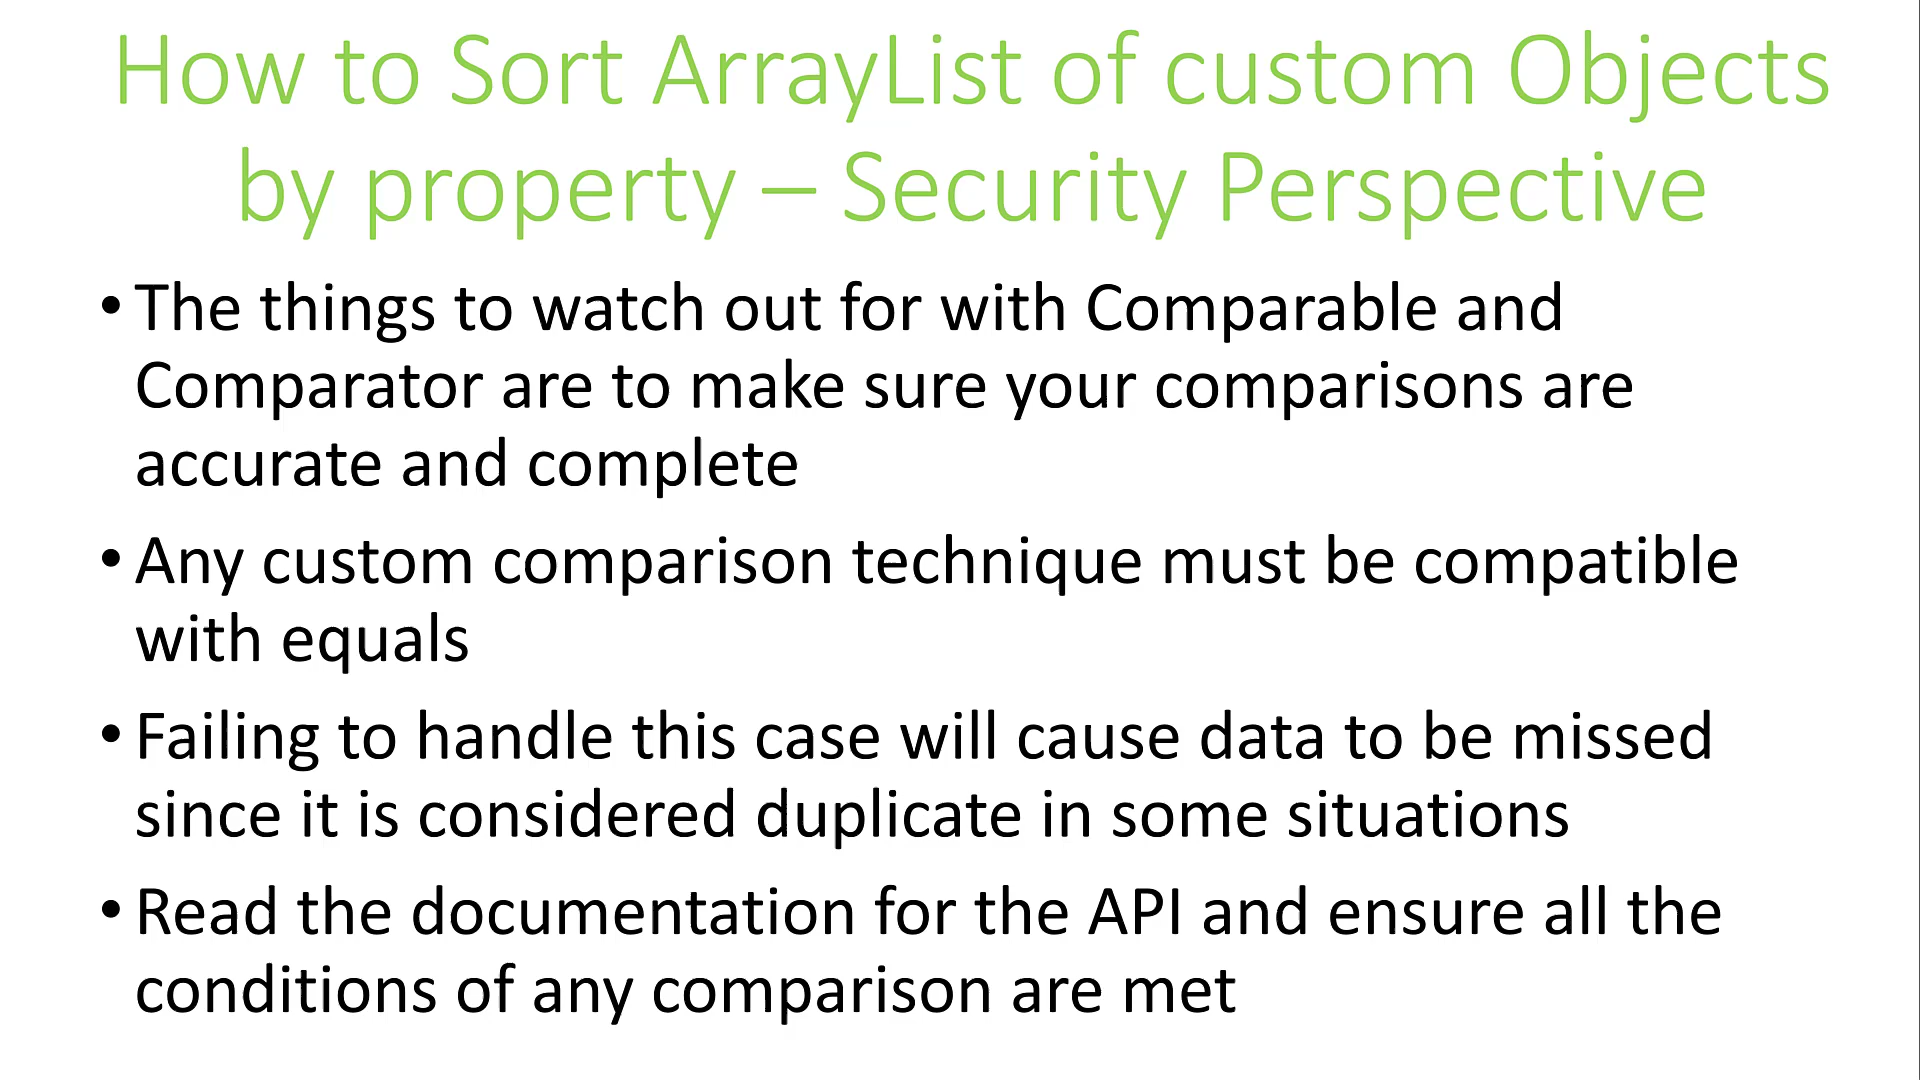 How to Sort ArrayList of custom Objects
by property – Security Perspective
• The things to watch out for with Comparable and
Comparator are to make sure your comparisons are
accurate and complete
• Any custom comparison technique must be compatible
with equals
• Failing to handle this case will cause data to be missed
since it is considered duplicate in some situations
• Read the documentation for the API and ensure all the
conditions of any comparison are met